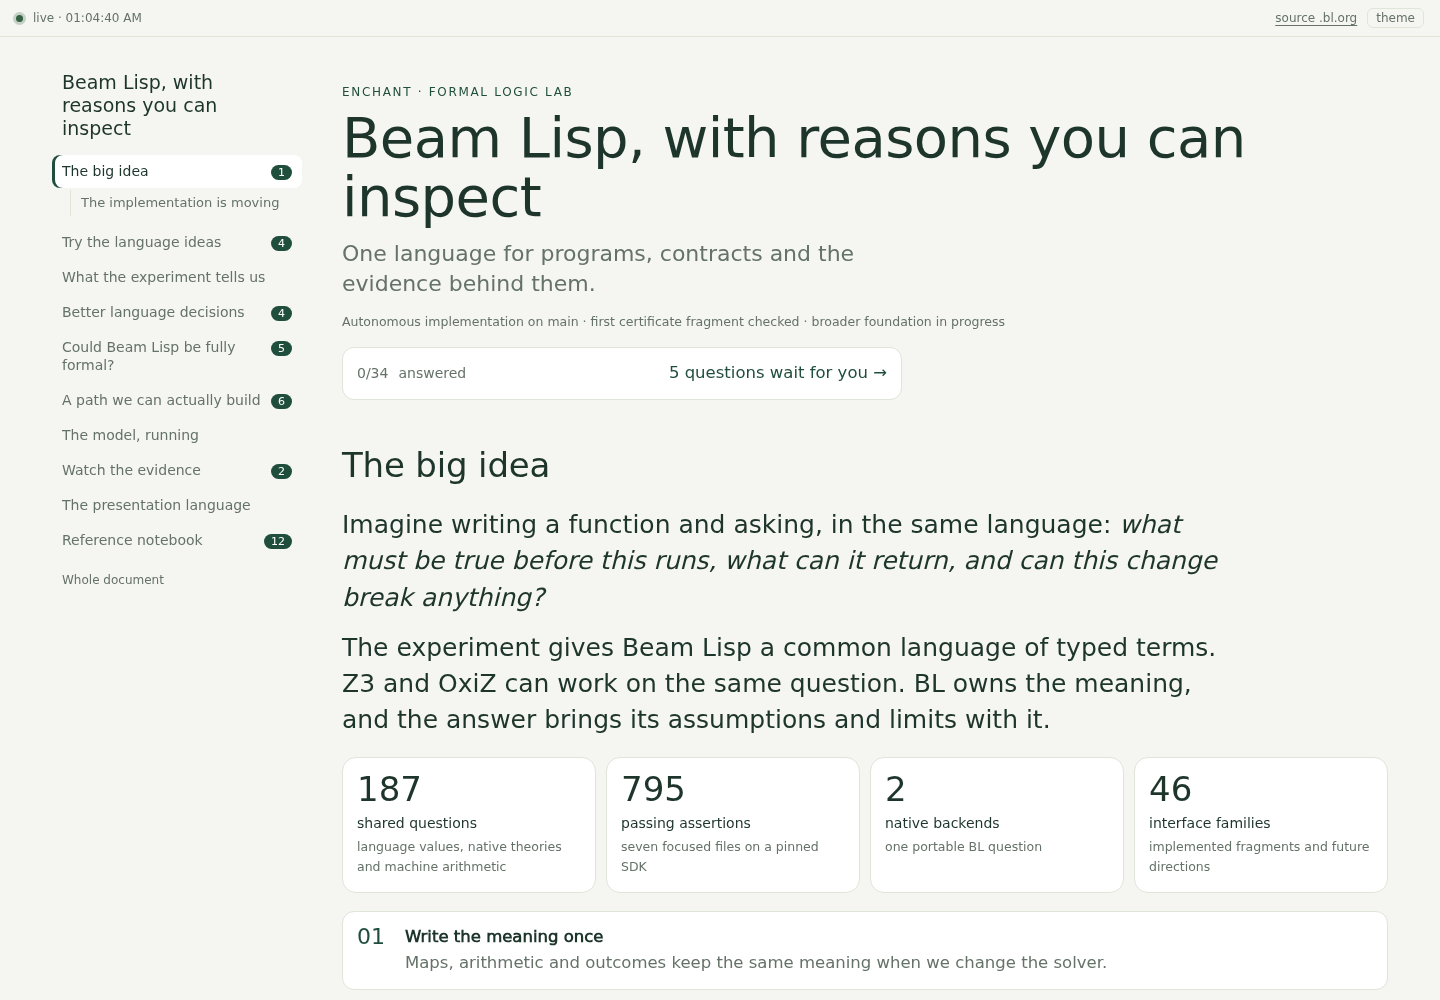 live · 01:04:40 AM
source .bl.org
theme
Beam Lisp, with
reasons you can
inspect
The big idea 1
The implementation is moving
Try the language ideas 4
What the experiment tells us
Better language decisions 4
Could Beam Lisp be fully 5
formal?
A path we can actually build 6
The model, running
Watch the evidence 2
The presentation language
Reference notebook 12
Whole document
ENCHANT · FORMAL LOGIC LAB
Beam Lisp, with reasons you can
inspect
One language for programs, contracts and the
evidence behind them.
Autonomous implementation on main · first certificate fragment checked · broader foundation in progress
0/34 answered
5 questions wait for you →
The big idea
Imagine writing a function and asking, in the same language: what
must be true before this runs, what can it return, and can this change
break anything?
The experiment gives Beam Lisp a common language of typed terms.
Z3 and OxiZ can work on the same question. BL owns the meaning,
and the answer brings its assumptions and limits with it.
187
shared questions
language values, native theories
and machine arithmetic
795
passing assertions
seven focused files on a pinned
SDK
2
native backends
one portable BL question
46
interface families
implemented fragments and future
directions
01 Write the meaning once
Maps, arithmetic and outcomes keep the same meaning when we change the solver.